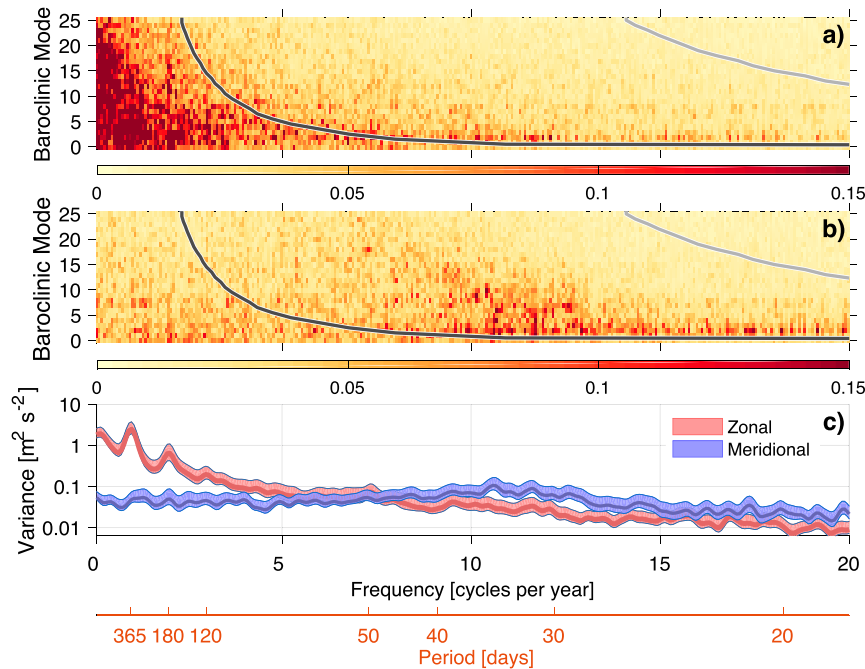 25
20
15
10
5
0
Baroclinic Mode
a)
0 0.05 0.1 0.15
25
20
15
10
5
0
Baroclinic Mode
b)
0 0.05 0.1 0.15
10
1
0.1
0.01
Variance [m² s⁻²]
c)
Zonal
Meridional
0 5 10 15 20
Frequency [cycles per year]
365 180 120 50 40 30 20
Period [days]